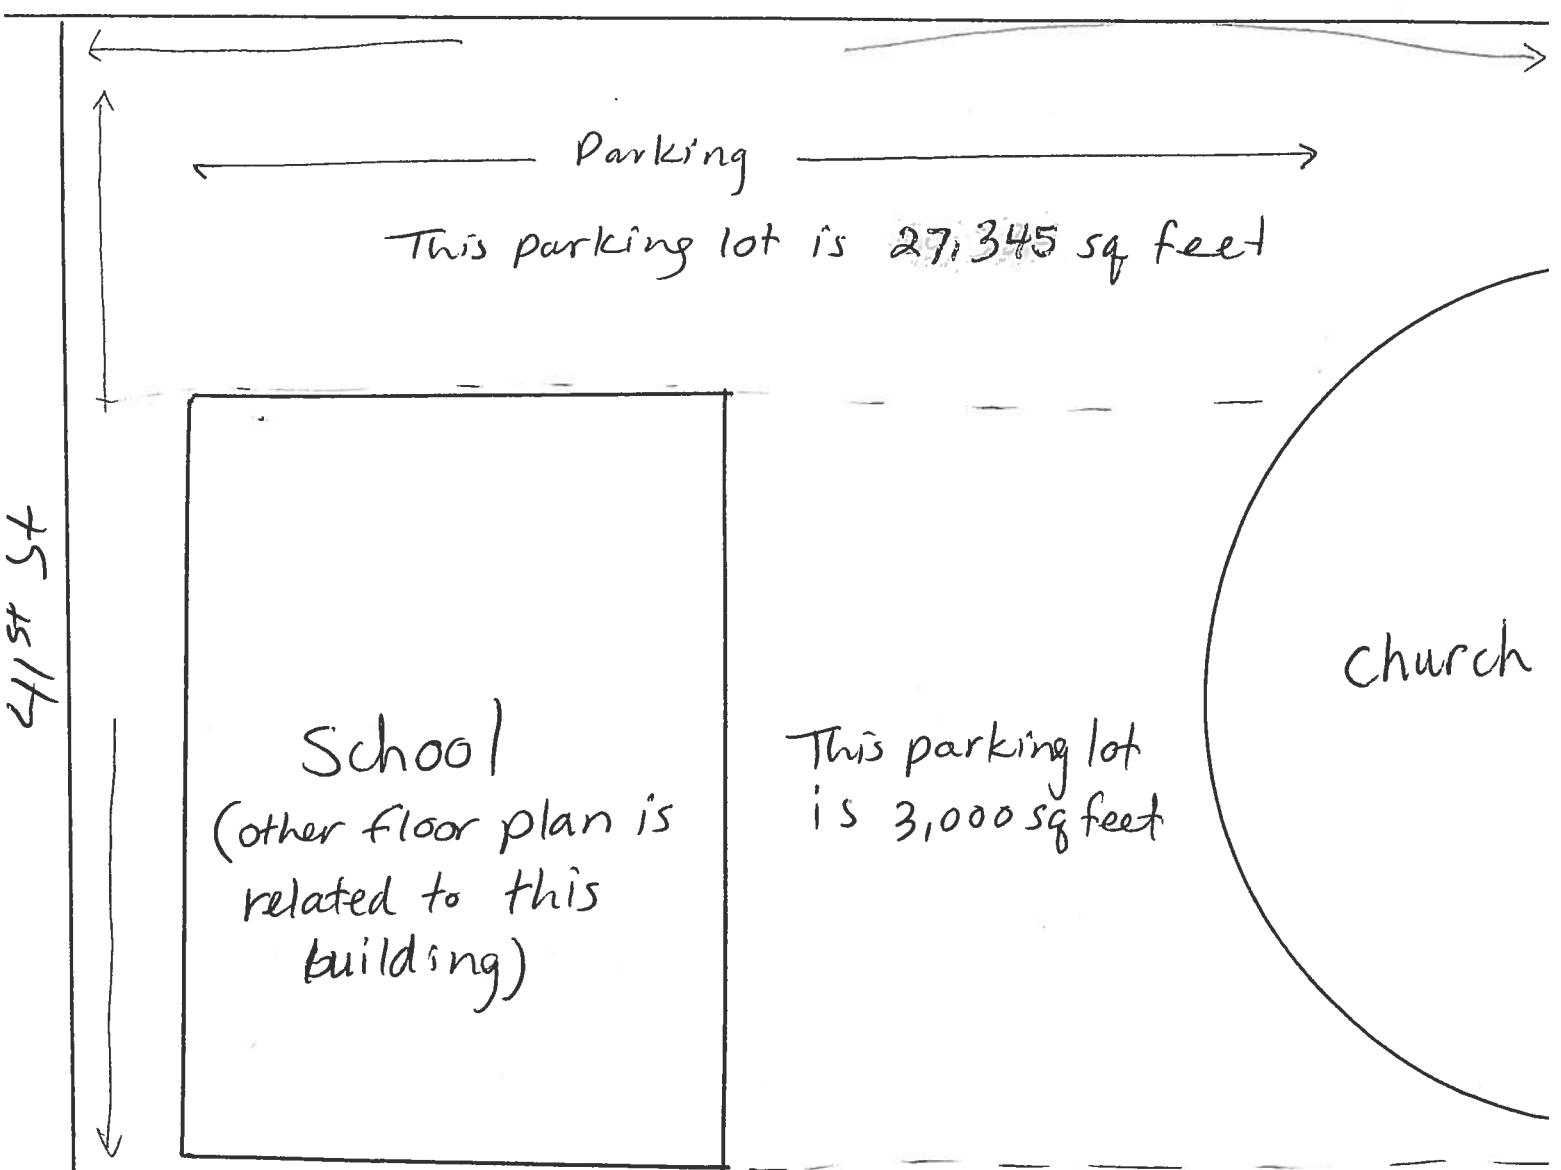 Parking
This parking lot is 27,345 sq feet
41st St
School
(other floor plan is
related to this
building)
This parking lot
is 3,000 sq feet
Church